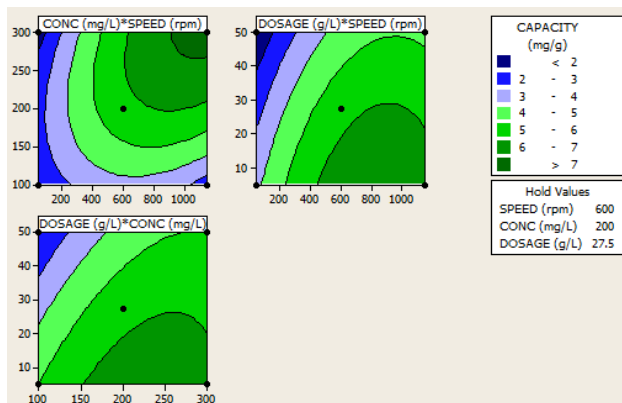 CONC (mg/L)*SPEED (rpm)
300
250
200
150
100
200 400 600 800 1000
DOSAGE (g/L)*SPEED (rpm)
50
40
30
20
10
200 400 600 800 1000
DOSAGE (g/L)*CONC (mg/L)
50
40
30
20
10
100 150 200 250 300
CAPACITY
(mg/g)
< 2
2 - 3
3 - 4
4 - 5
5 - 6
6 - 7
> 7
Hold Values
SPEED (rpm) 600
CONC (mg/L) 200
DOSAGE (g/L) 27.5